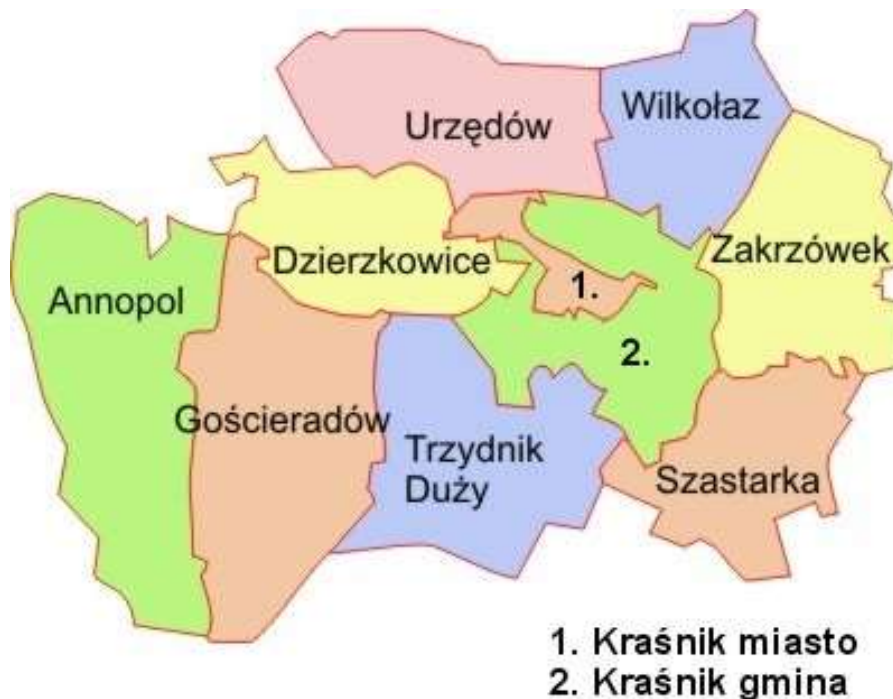 Wilkołaz
Urzędów
Zakrzówek
Dzierzkowice
1.
Annopol
2.
Gościeradów
Trzydnik
Duży
Szastarka
1. Kraśnik miasto
2. Kraśnik gmina